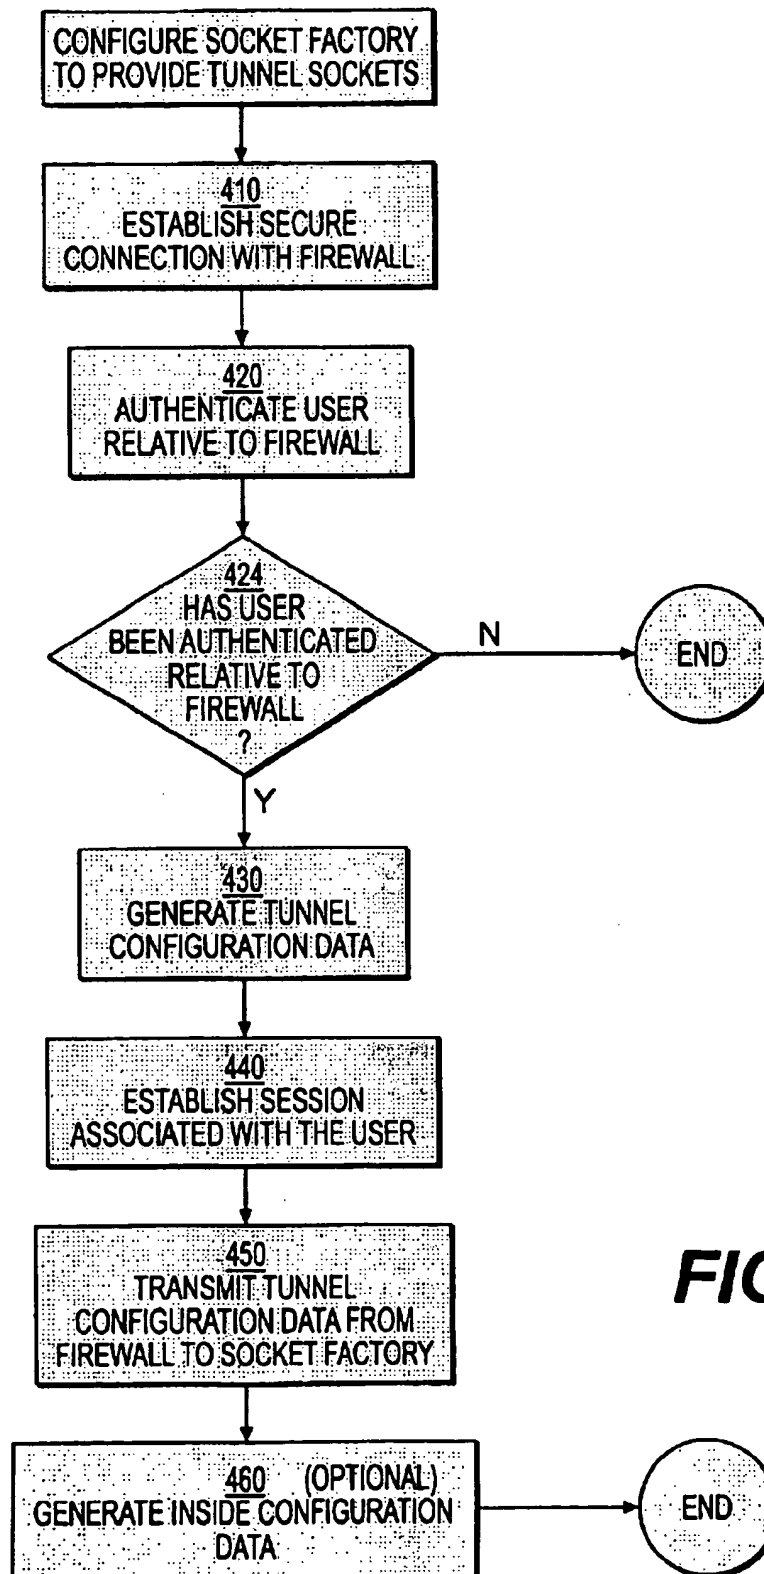 CONFIGURE SOCKET FACTORY
TO PROVIDE TUNNEL SOCKETS
410
ESTABLISH SECURE
CONNECTION WITH FIREWALL
420
AUTHENTICATE USER
RELATIVE TO FIREWALL
424
HAS USER
BEEN AUTHENTICATED
RELATIVE TO
FIREWALL
?
N
END
Y
430
GENERATE TUNNEL
CONFIGURATION DATA
440
ESTABLISH SESSION
ASSOCIATED WITH THE USER
450
TRANSMIT TUNNEL
CONFIGURATION DATA FROM
FIREWALL TO SOCKET FACTORY
FIG
460 (OPTIONAL)
GENERATE INSIDE CONFIGURATION
DATA
END